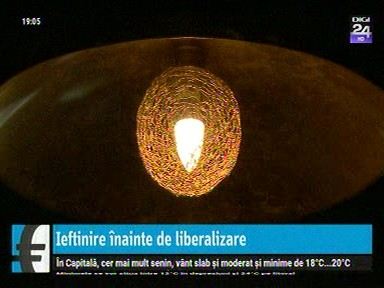 19:05
DIGI
24
HD
Ieftinire înainte de liberalizare
În Capitală, cer mai mult senin, vânt slab și moderat și minime de 18°C...20°C